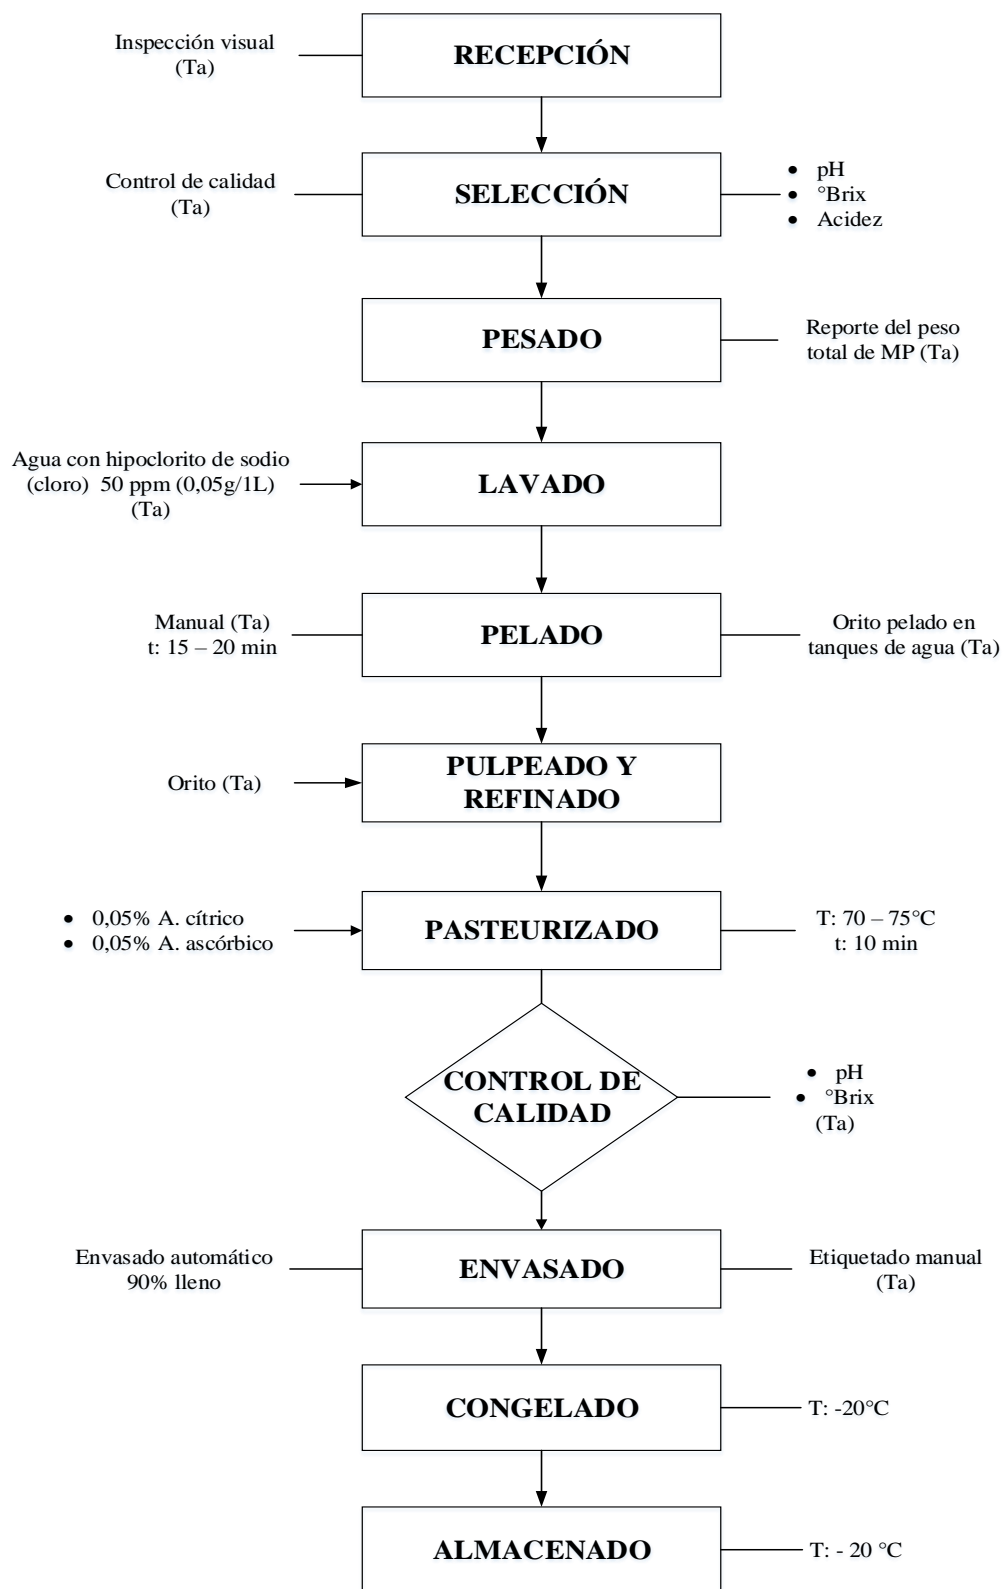 Inspección visual
(Ta)
RECEPCIÓN
Control de calidad
(Ta)
SELECCIÓN
• pH
• °Brix
• Acidez
PESADO
Reporte del peso
total de MP (Ta)
Agua con hipoclorito de sodio
(cloro) 50 ppm (0,05g/1L)
(Ta)
LAVADO
Manual (Ta)
t: 15 – 20 min
PELADO
Orito pelado en
tanques de agua (Ta)
Orito (Ta)
PULPEADO Y
REFINADO
• 0,05% A. cítrico
• 0,05% A. ascórbico
PASTEURIZADO
T: 70 – 75°C
t: 10 min
CONTROL DE
CALIDAD
• pH
• °Brix
(Ta)
Envasado automático
90% lleno
ENVASADO
Etiquetado manual
(Ta)
CONGELADO
T: -20°C
ALMACENADO
T: - 20 °C